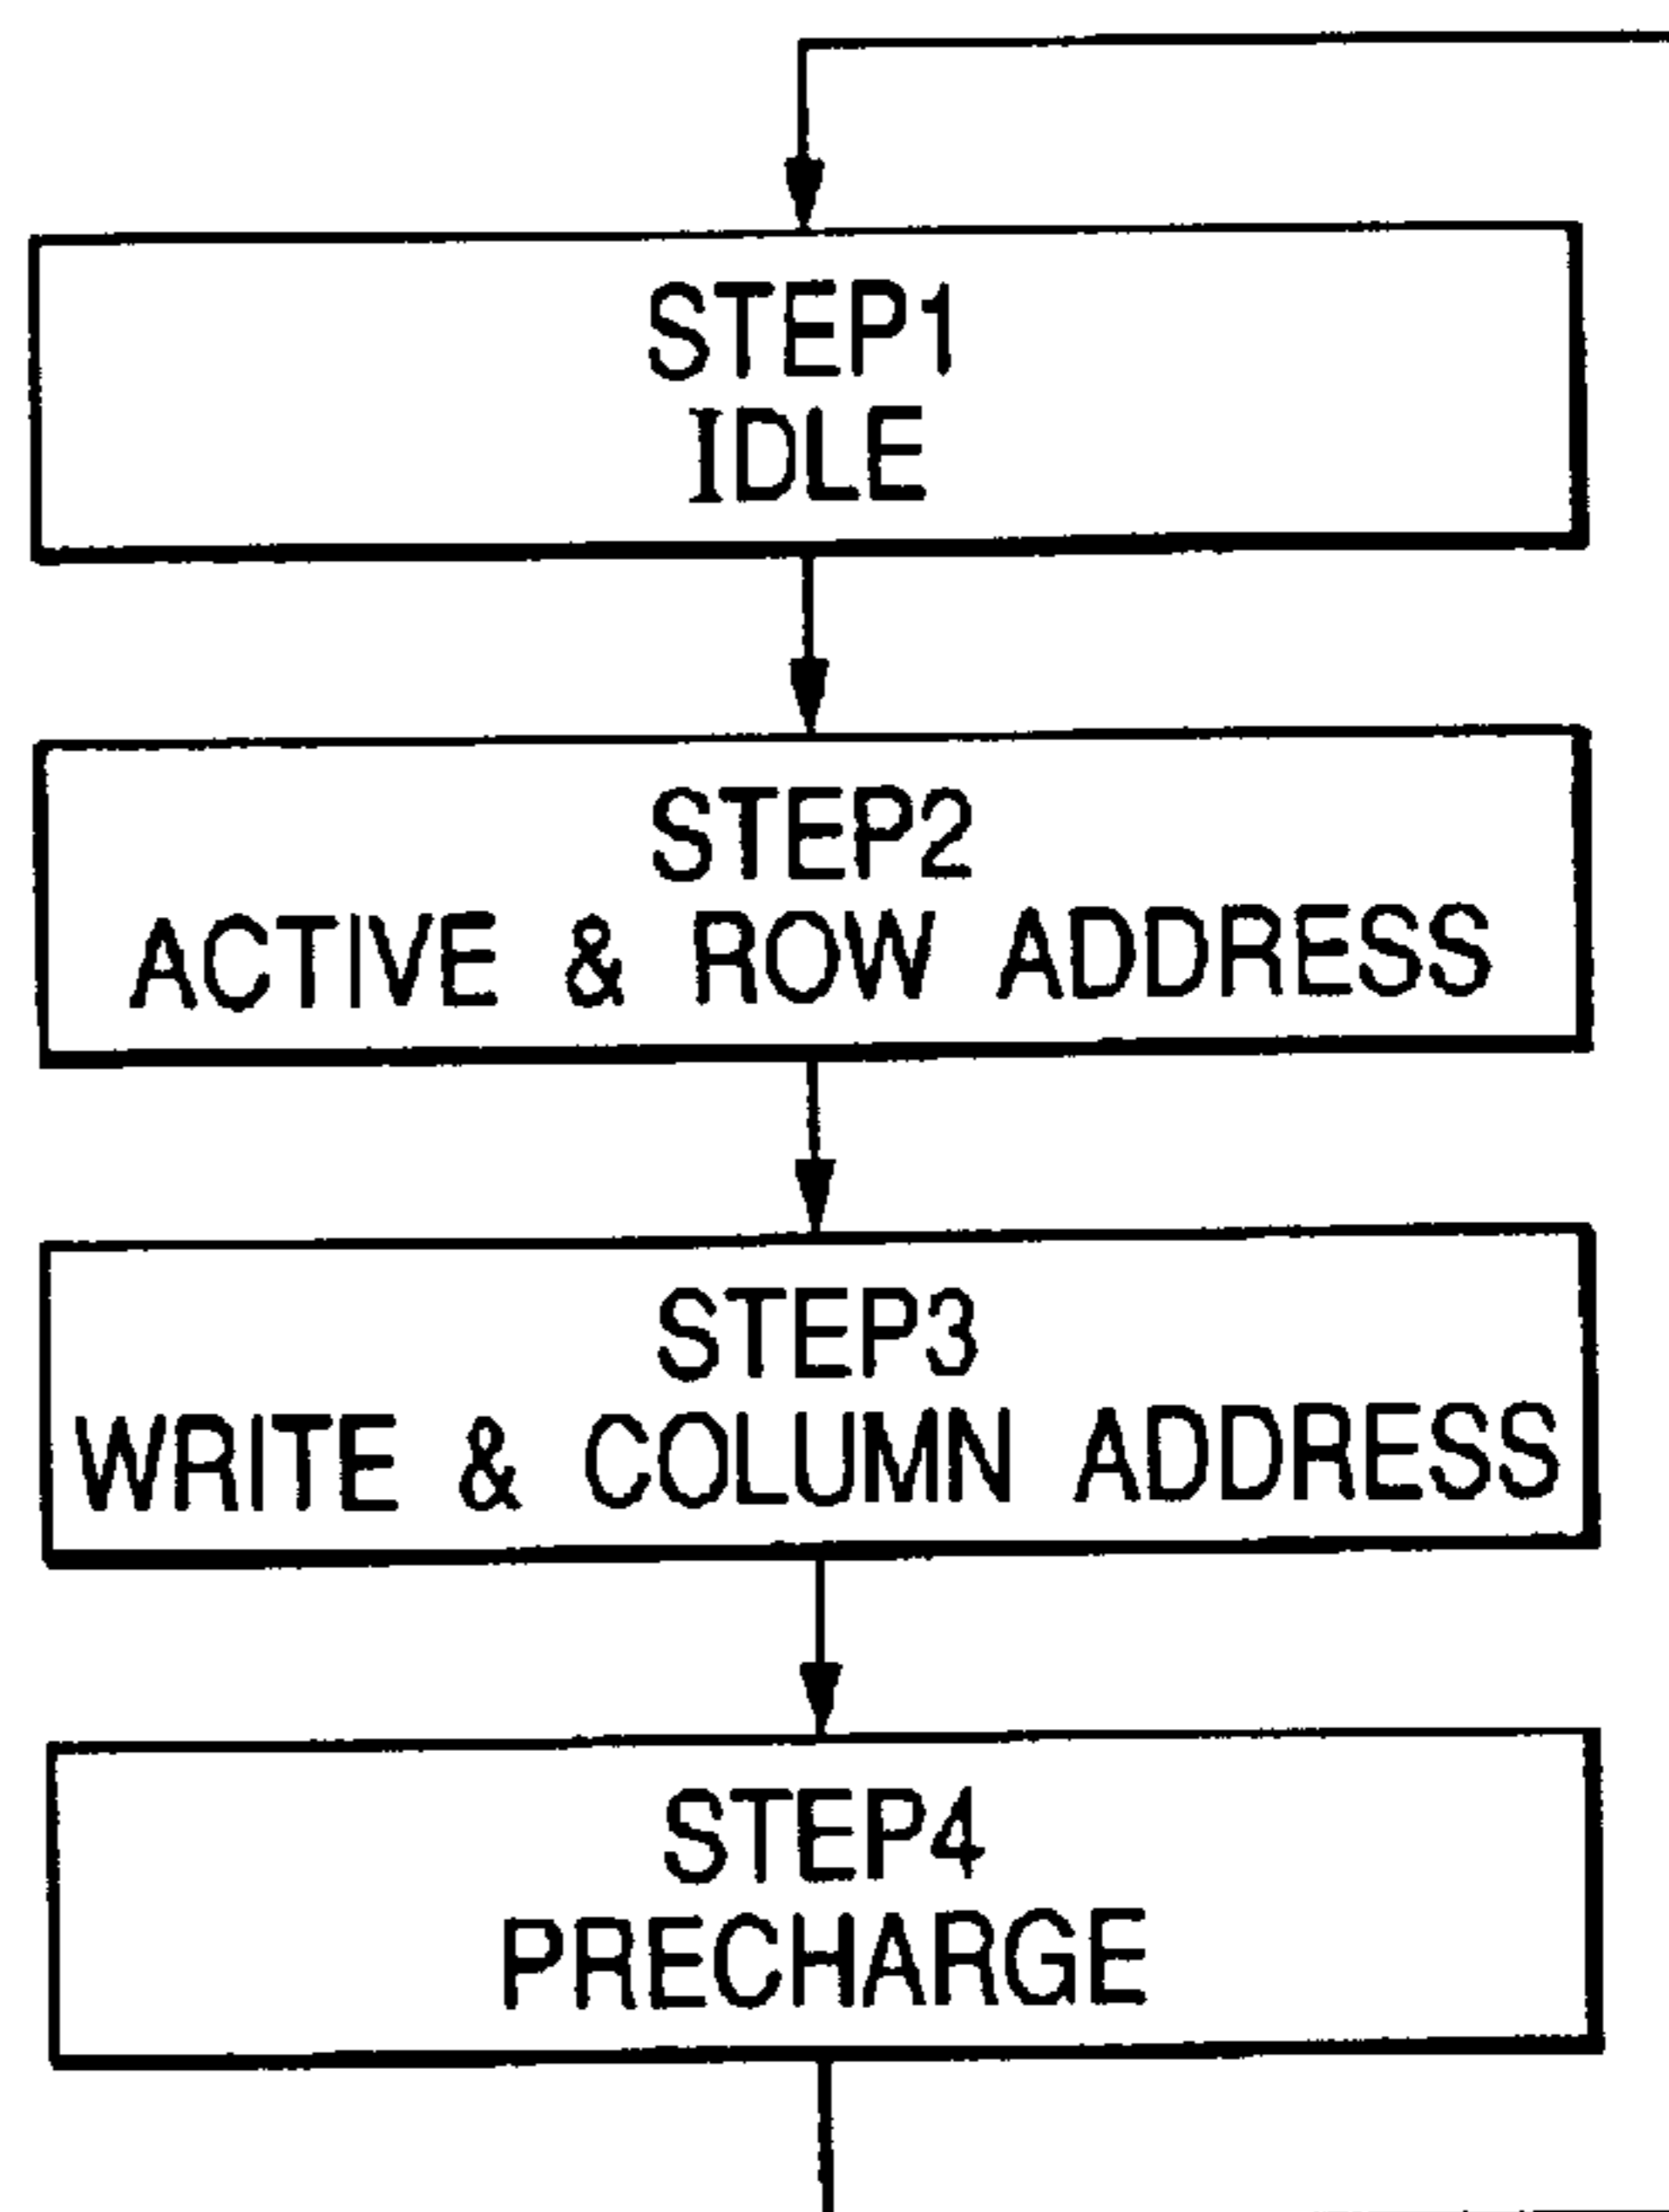 STEP1
IDLE
STEP2
ACTIVE & ROW ADDRESS
STEP3
WRITE & COLUMN ADDRESS
STEP4
PRECHARGE